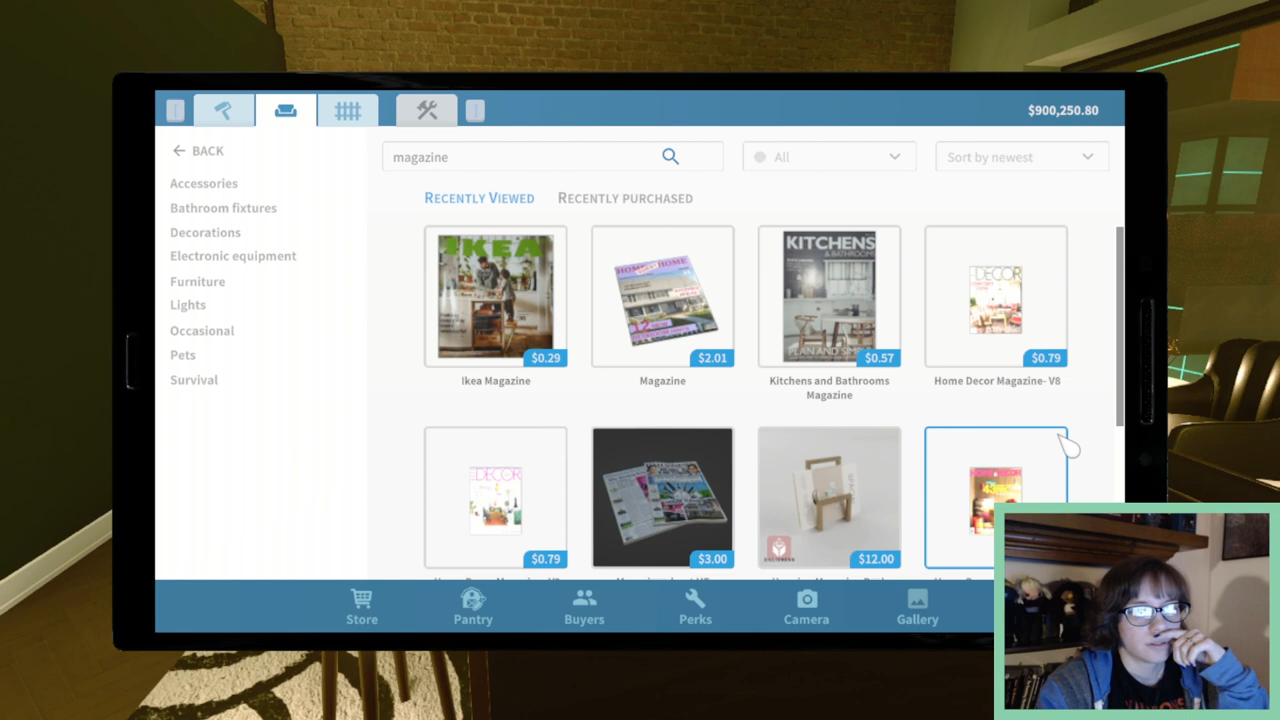 $900,250.80
BACK
magazine
All
Sort by newest
Accessories
Bathroom fixtures
Decorations
Electronic equipment
Furniture
Lights
Occasional
Pets
Survival
RECENTLY VIEWED
RECENTLY PURCHASED
IKEA
KITCHENS
& BATHROOMS
PLAN AND SIMP
DECOR
12
$0.29
$2.01
$0.57
$0.79
Ikea Magazine
Magazine
Kitchens and Bathrooms
Magazine
Home Decor Magazine- V8
DECOR
$0.79
$3.00
$12.00
Store
Pantry
Buyers
Perks
Camera
Gallery